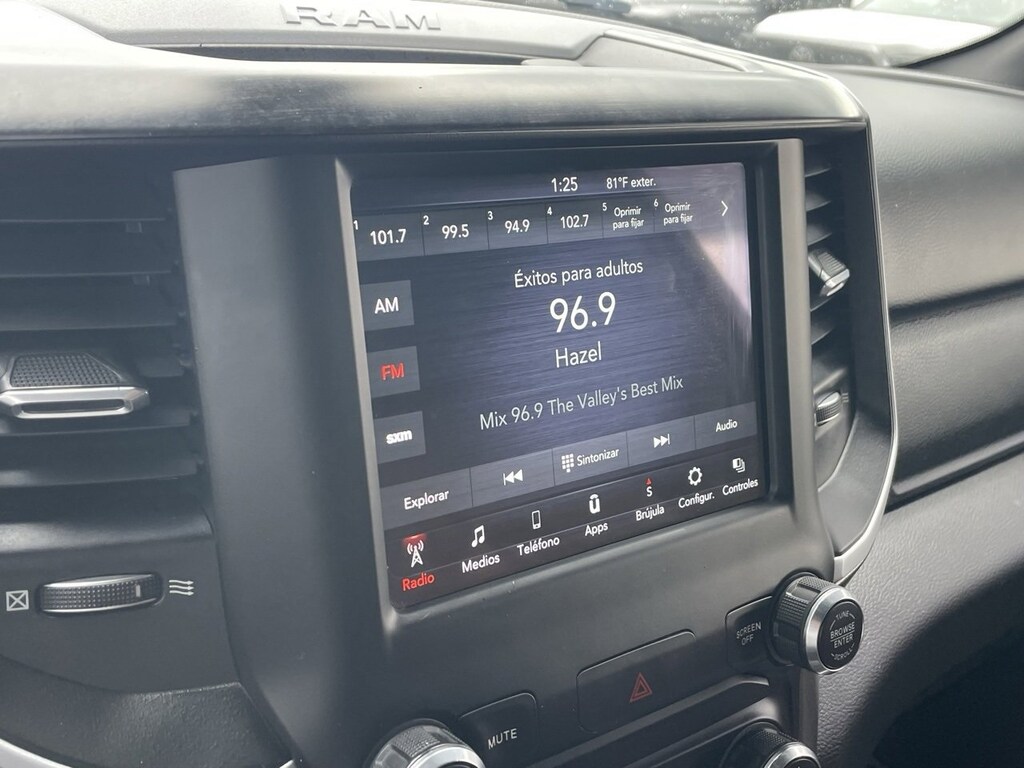 RAM
1:25 81°F exter.
1 101.7 2 99.5 3 94.9 4 102.7 5 Oprimir para fijar 6 Oprimir para fijar
Éxitos para adultos
AM
96.9
Hazel
FM
Mix 96.9 The Valley's Best Mix
sxm
Explorar Sintonizar Audio
Radio Medios Teléfono Apps S Brújula Configur. Controles
SCREEN OFF
TUNE
BROWSE
ENTER
SCROLL
MUTE